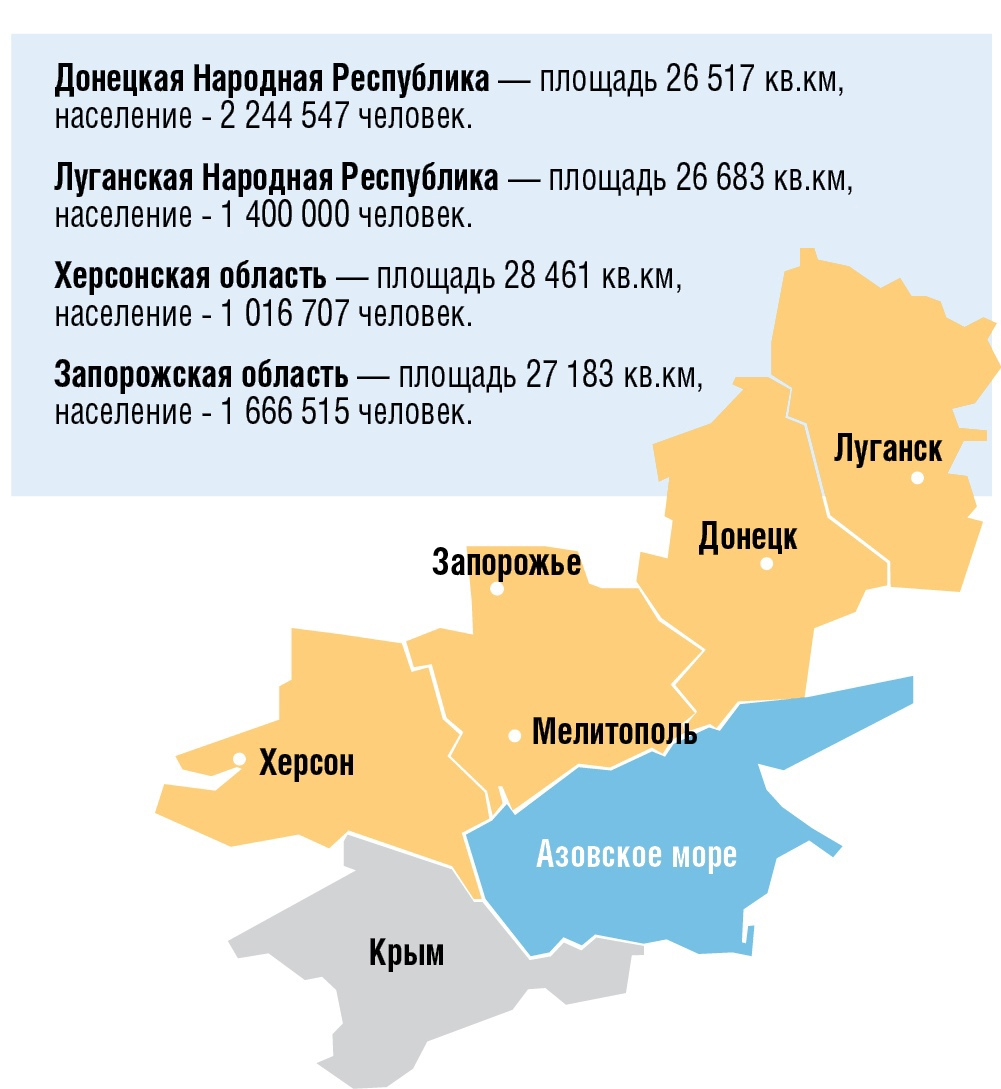 Донецкая Народная Республика — площадь 26 517 кв.км,
население - 2 244 547 человек.
Луганская Народная Республика — площадь 26 683 кв.км,
население - 1 400 000 человек.
Херсонская область — площадь 28 461 кв.км,
население - 1 016 707 человек.
Запорожская область — площадь 27 183 кв.км,
население - 1 666 515 человек.
Луганск
Донецк
Запорожье
Мелитополь
Херсон
Азовское море
Крым